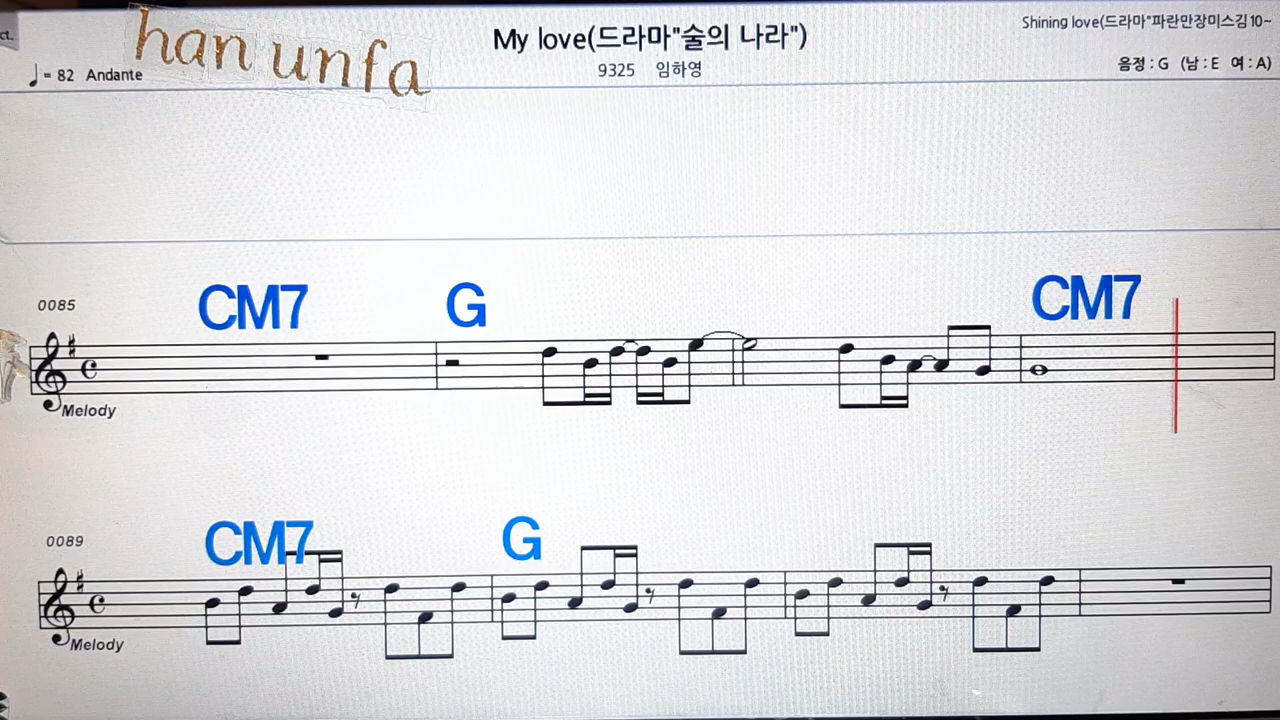 ct.
han unfa
My love(드라마"술의 나라")
Shining love(드라마"파란만장미스김10~
♩= 82 Andante
9325 임하영
음정 : G (남 : E 여 : A)
CM7 G CM7
0085
Melody
CM7 G
0089
Melody